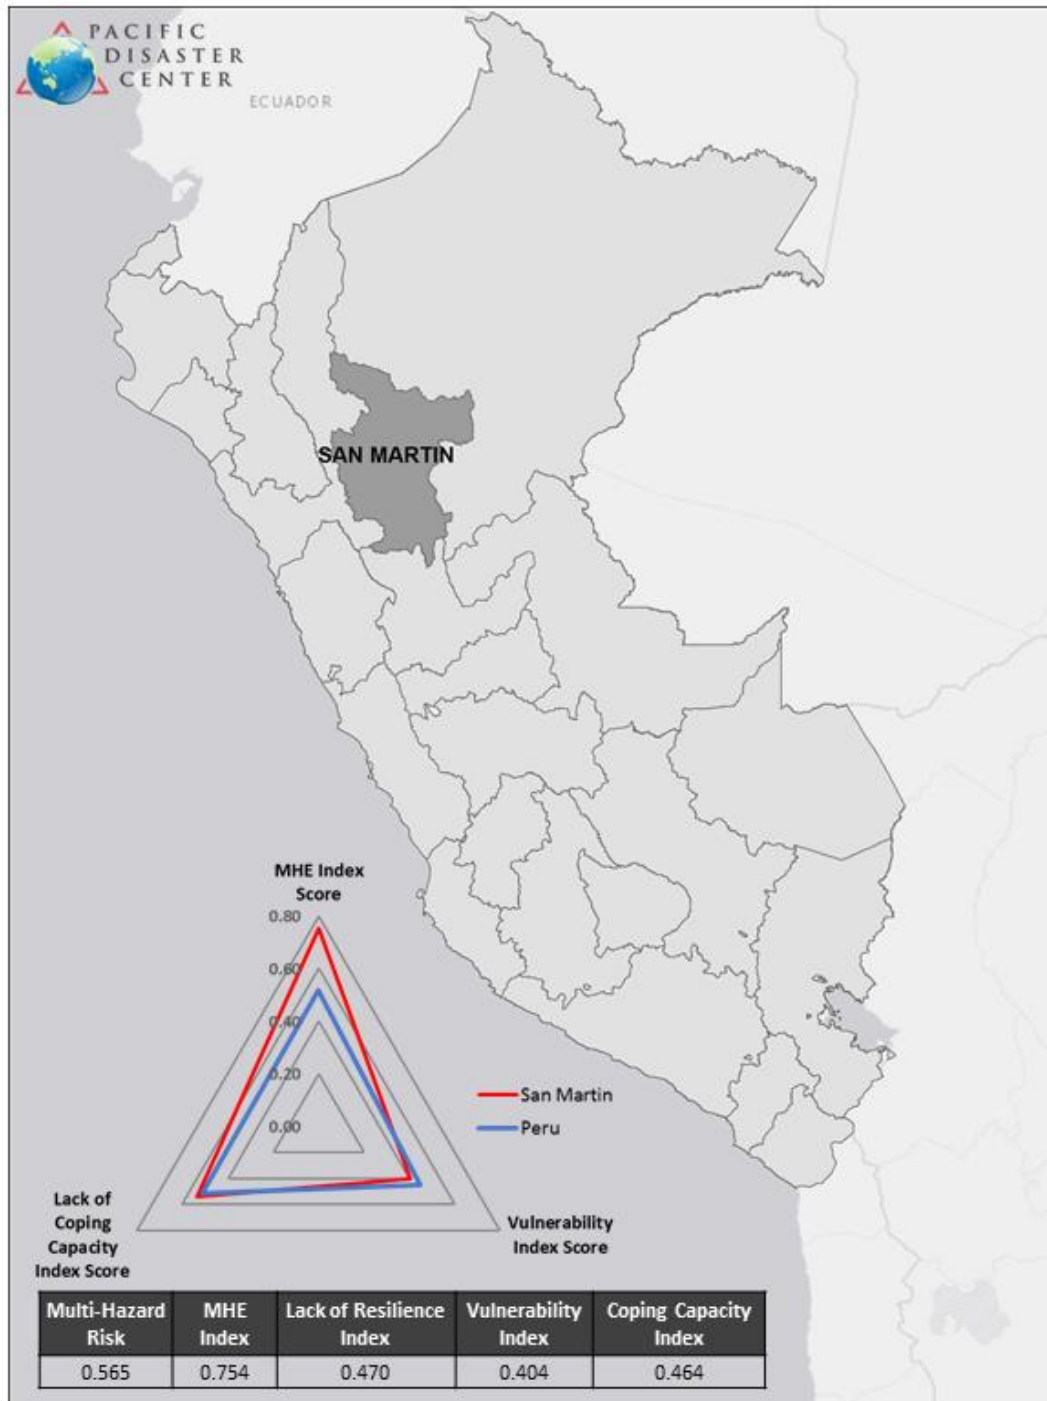 PACIFIC
DISASTER
CENTER
ECUADOR
SAN MARTIN
MHE Index
Score
0.80
0.60
0.40
0.20
0.00
San Martin
Peru
Lack of
Coping
Capacity
Index Score
Vulnerability
Index Score
Multi-Hazard
Risk
MHE
Index
Lack of Resilience
Index
Vulnerability
Index
Coping Capacity
Index
0.565
0.754
0.470
0.404
0.464